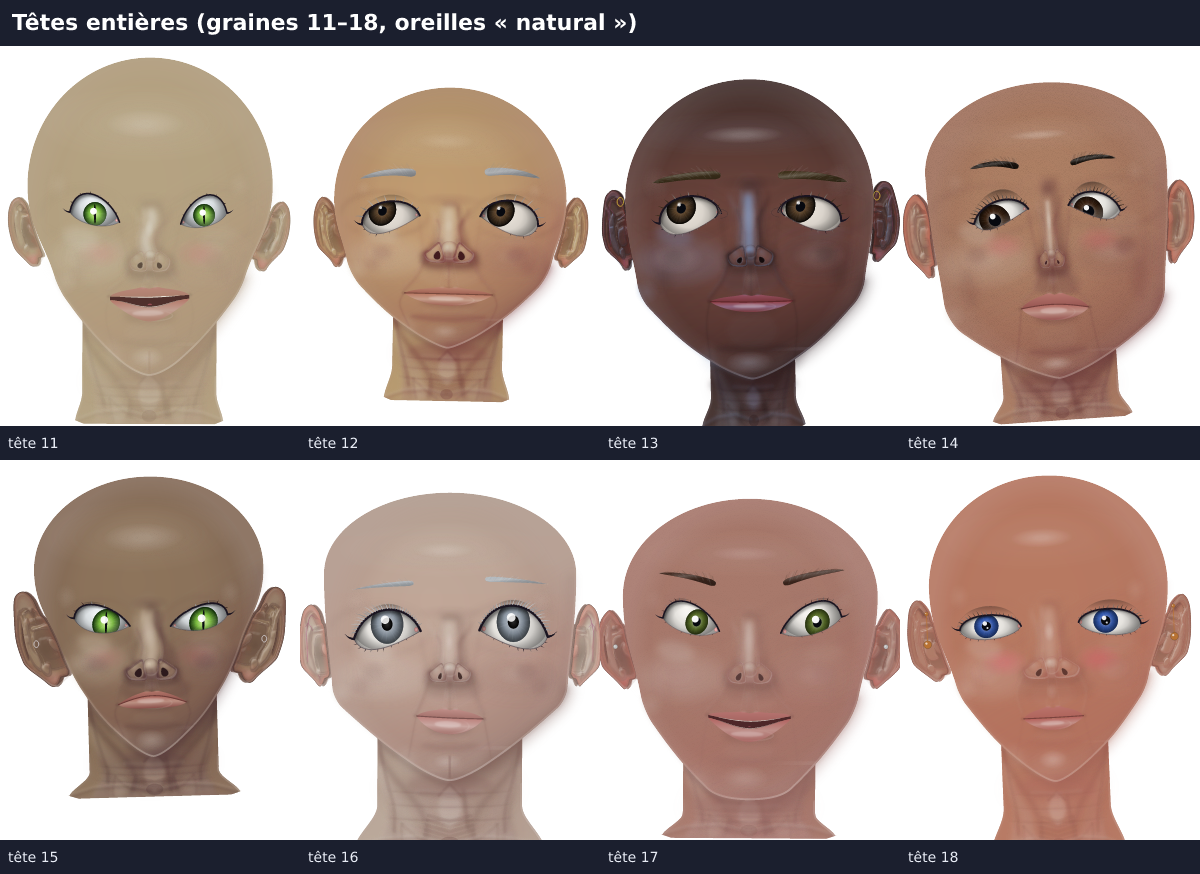 Têtes entières (graines 11–18, oreilles « natural »)
tête 11
tête 12
tête 13
tête 14
tête 15
tête 16
tête 17
tête 18